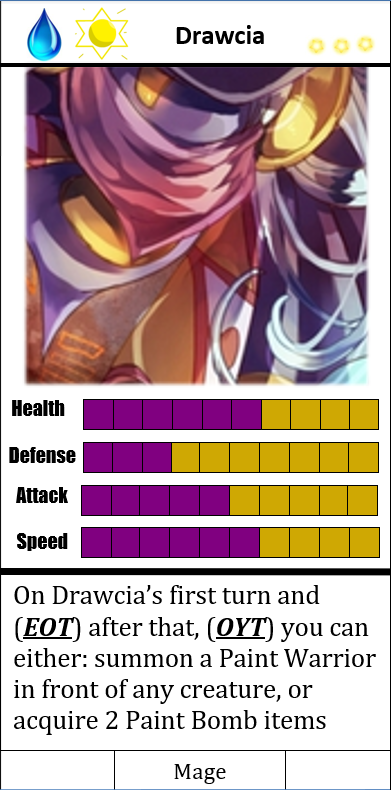 Drawcia
Health
Defense
Attack
Speed
On Drawcia’s first turn and
(EOT) after that, (OYT) you can
either: summon a Paint Warrior
in front of any creature, or
acquire 2 Paint Bomb items
Mage